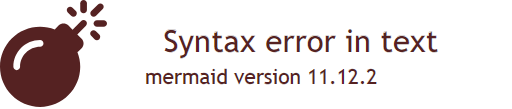 Syntax error in text
mermaid version 11.12.2